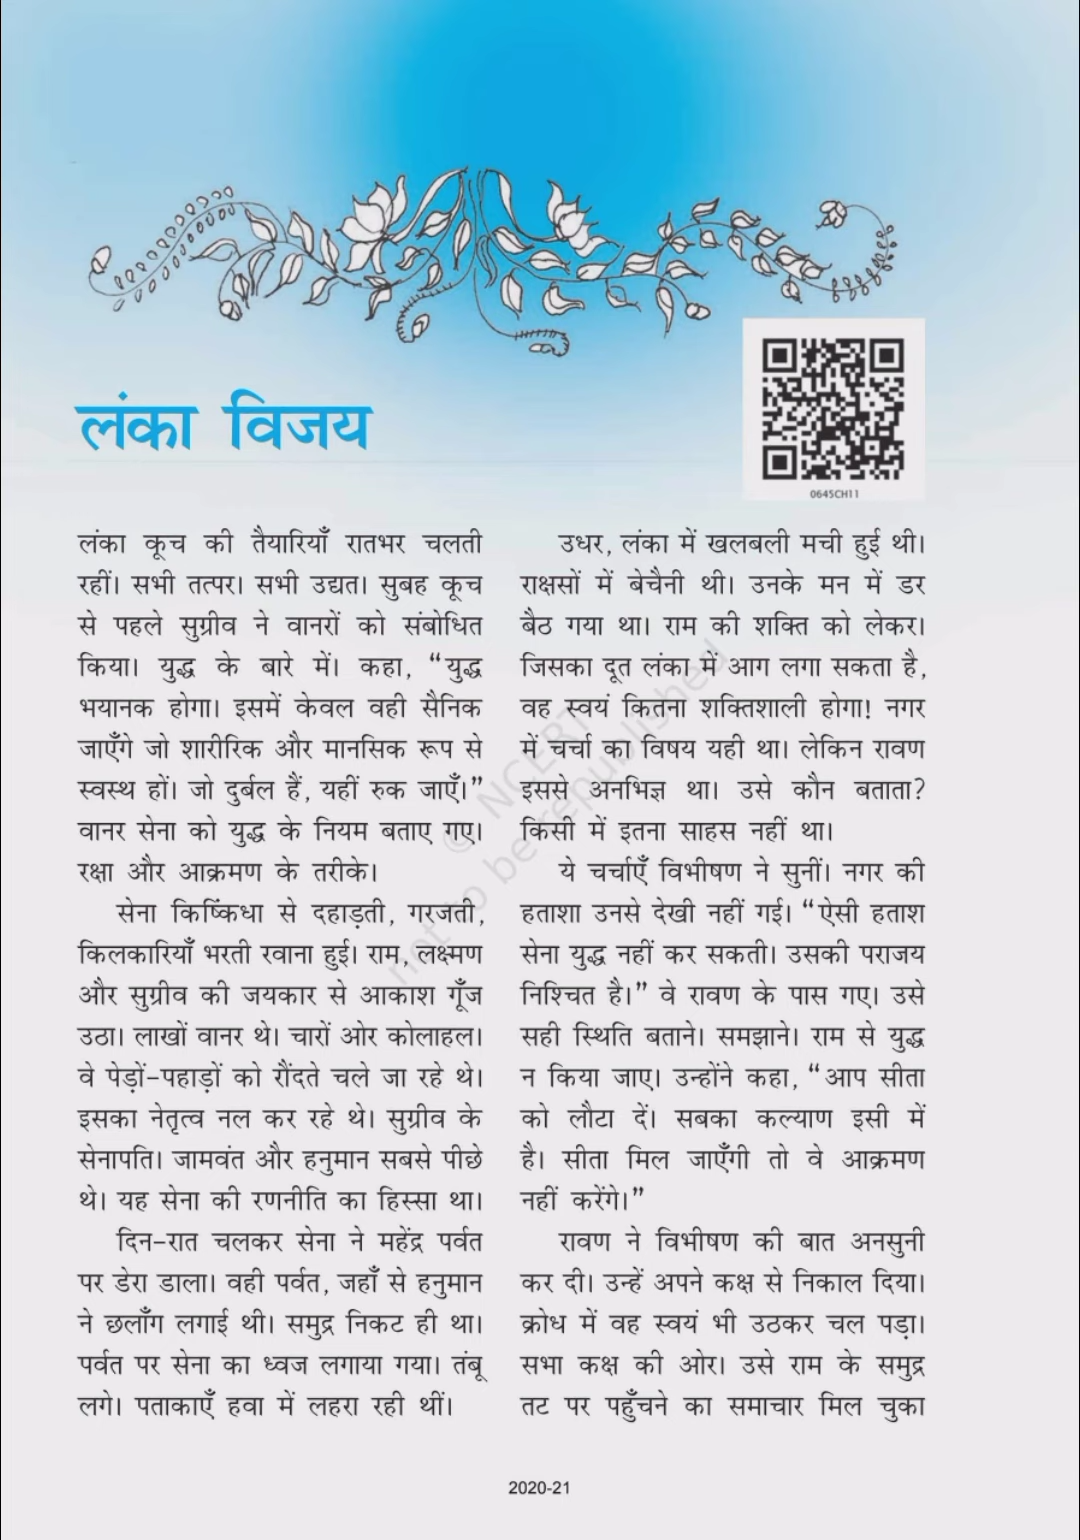 लंका विजय
0645CH11
लंका कूच की तैयारियाँ रातभर चलती
रहीं। सभी तत्पर। सभी उद्यत। सुबह कूच
से पहले सुग्रीव ने वानरों को संबोधित
किया। युद्ध के बारे में। कहा, “युद्ध
भयानक होगा। इसमें केवल वही सैनिक
जाएँगे जो शारीरिक और मानसिक रूप से
स्वस्थ हों। जो दुर्बल हैं, यहीं रुक जाएँ।”
वानर सेना को युद्ध के नियम बताए गए।
रक्षा और आक्रमण के तरीके।
सेना किष्किंधा से दहाड़ती, गरजती,
किलकारियाँ भरती रवाना हुई। राम, लक्ष्मण
और सुग्रीव की जयकार से आकाश गूँज
उठा। लाखों वानर थे। चारों ओर कोलाहल।
वे पेड़ों-पहाड़ों को रौंदते चले जा रहे थे।
इसका नेतृत्व नल कर रहे थे। सुग्रीव के
सेनापति। जामवंत और हनुमान सबसे पीछे
थे। यह सेना की रणनीति का हिस्सा था।
दिन-रात चलकर सेना ने महेंद्र पर्वत
पर डेरा डाला। वही पर्वत, जहाँ से हनुमान
ने छलाँग लगाई थी। समुद्र निकट ही था।
पर्वत पर सेना का ध्वज लगाया गया। तंबू
लगे। पताकाएँ हवा में लहरा रही थीं।
उधर, लंका में खलबली मची हुई थी।
राक्षसों में बेचैनी थी। उनके मन में डर
बैठ गया था। राम की शक्ति को लेकर।
जिसका दूत लंका में आग लगा सकता है,
वह स्वयं कितना शक्तिशाली होगा! नगर
में चर्चा का विषय यही था। लेकिन रावण
इससे अनभिज्ञ था। उसे कौन बताता?
किसी में इतना साहस नहीं था।
ये चर्चाएँ विभीषण ने सुनीं। नगर की
हताशा उनसे देखी नहीं गई। “ऐसी हताश
सेना युद्ध नहीं कर सकती। उसकी पराजय
निश्चित है।” वे रावण के पास गए। उसे
सही स्थिति बताने। समझाने। राम से युद्ध
न किया जाए। उन्होंने कहा, “आप सीता
को लौटा दें। सबका कल्याण इसी में
है। सीता मिल जाएँगी तो वे आक्रमण
नहीं करेंगे।”
रावण ने विभीषण की बात अनसुनी
कर दी। उन्हें अपने कक्ष से निकाल दिया।
क्रोध में वह स्वयं भी उठकर चल पड़ा।
सभा कक्ष की ओर। उसे राम के समुद्र
तट पर पहुँचने का समाचार मिल चुका
© NCERT
not to be republished
2020-21